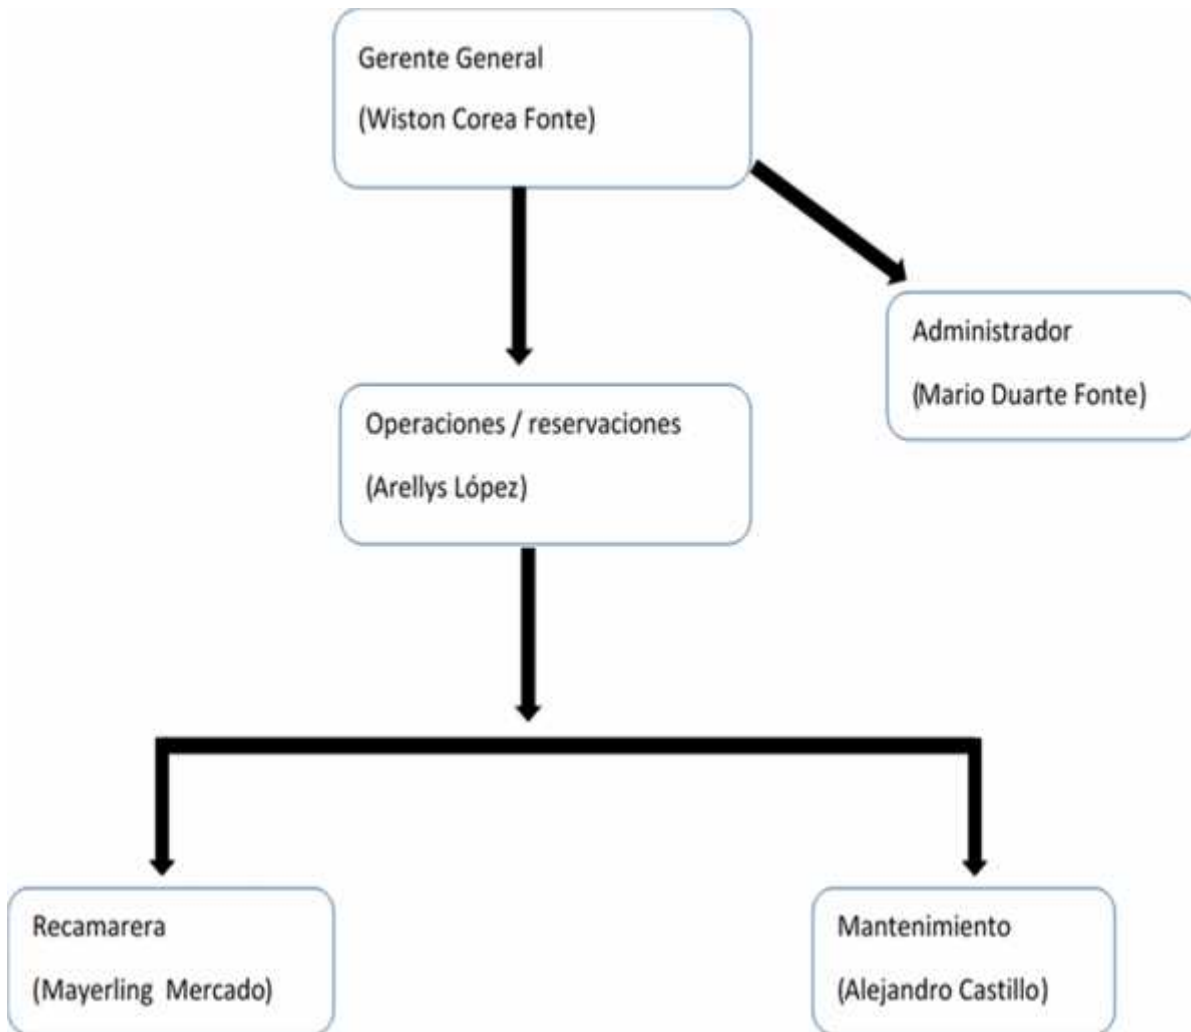 Gerente General
(Wiston Corea Fonte)
Administrador
(Mario Duarte Fonte)
Operaciones / reservaciones
(Arellys López)
Recamarera
(Mayerling Mercado)
Mantenimiento
(Alejandro Castillo)